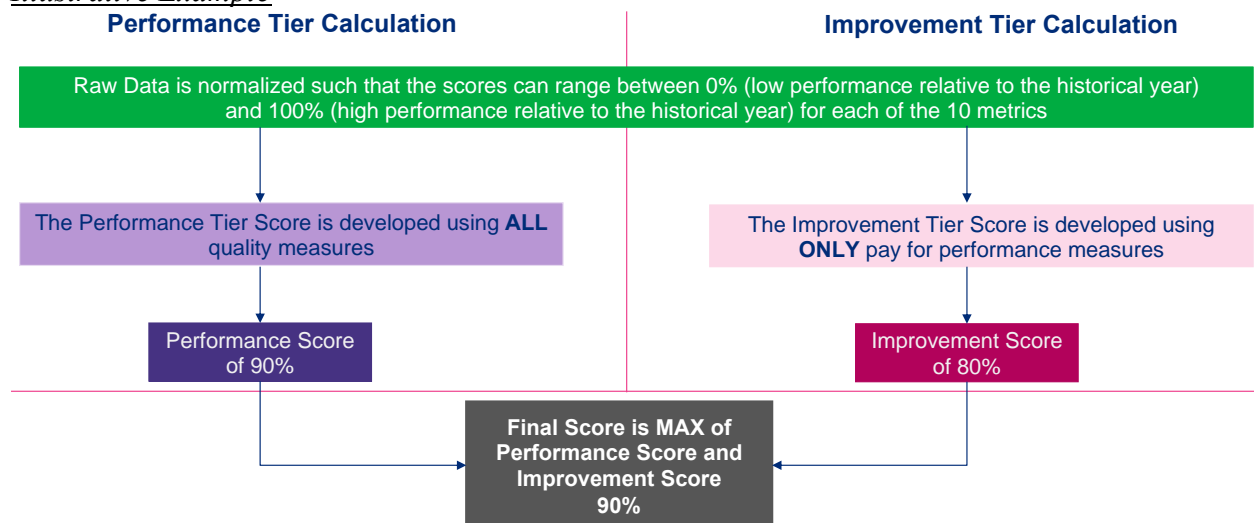 Illustrative Example
Performance Tier Calculation
Improvement Tier Calculation
Raw Data is normalized such that the scores can range between 0% (low performance relative to the historical year)
and 100% (high performance relative to the historical year) for each of the 10 metrics
The Performance Tier Score is developed using ALL
quality measures
The Improvement Tier Score is developed using
ONLY pay for performance measures
Performance Score
of 90%
Improvement Score
of 80%
Final Score is MAX of
Performance Score and
Improvement Score
90%